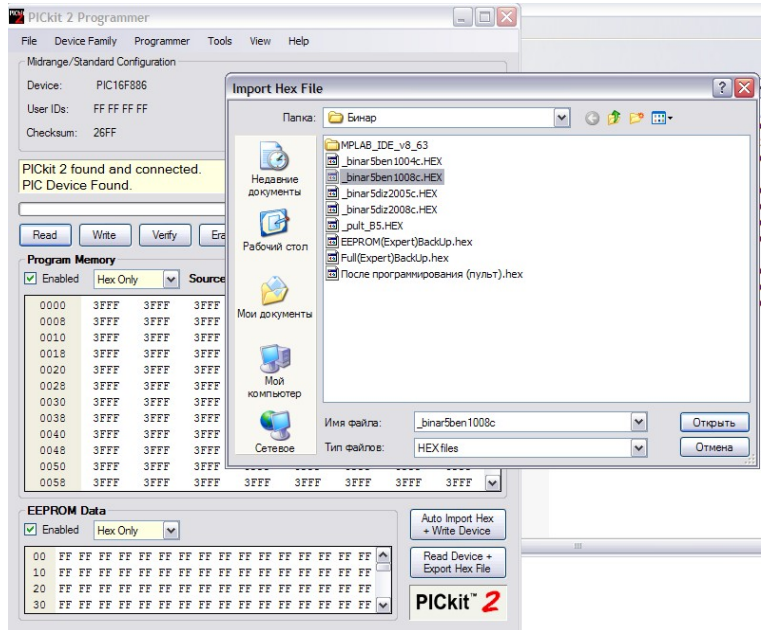 PICkit 2 Programmer
File Device Family Programmer Tools View Help
Midrange/Standard Configuration
Device: PIC16F886
User IDs: FF FF FF FF
Checksum: 26FF
PICkit 2 found and connected.
PIC Device Found.
Read Write Verify Era
Program Memory
Enabled Hex Only Source
0000 3FFF 3FFF 3FFF
0008 3FFF 3FFF 3FFF
0010 3FFF 3FFF 3FFF
0018 3FFF 3FFF 3FFF
0020 3FFF 3FFF 3FFF
0028 3FFF 3FFF 3FFF
0030 3FFF 3FFF 3FFF
0038 3FFF 3FFF 3FFF
0040 3FFF 3FFF 3FFF
0048 3FFF 3FFF 3FFF
0050 3FFF 3FFF 3FFF
0058 3FFF 3FFF 3FFF 3FFF 3FFF 3FFF 3FFF 3FFF
EEPROM Data
Enabled Hex Only
00 FF FF FF FF FF FF FF FF FF FF FF FF FF FF FF FF
10 FF FF FF FF FF FF FF FF FF FF FF FF FF FF FF FF
20 FF FF FF FF FF FF FF FF FF FF FF FF FF FF FF FF
30 FF FF FF FF FF FF FF FF FF FF FF FF FF FF FF FF
Auto Import Hex
+ Write Device
Read Device +
Export Hex File
PICkit™ 2
Import Hex File
Папка: Бинар
Недавние
документы
Рабочий стол
Мои документы
Мой
компьютер
Сетевое
MPLAB_IDE_v8_63
_binar5ben1004c.HEX
_binar5ben1008c.HEX
_binar5diz2005c.HEX
_binar5diz2008c.HEX
_pult_B5.HEX
EEPROM(Expert)BackUp.hex
Full(Expert)BackUp.hex
После программирования (пульт).hex
Имя файла: _binar5ben1008c Открыть
Тип файлов: HEX files Отмена